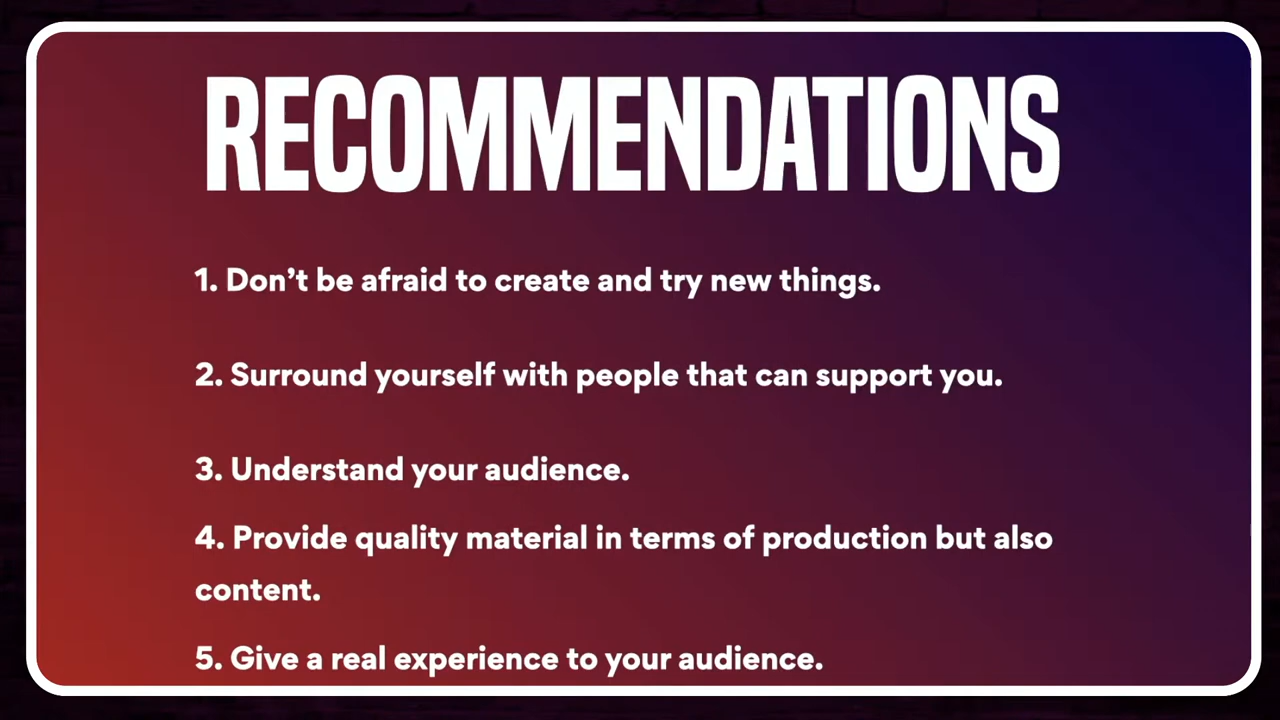 RECOMMENDATIONS
1. Don’t be afraid to create and try new things.
2. Surround yourself with people that can support you.
3. Understand your audience.
4. Provide quality material in terms of production but also
content.
5. Give a real experience to your audience.